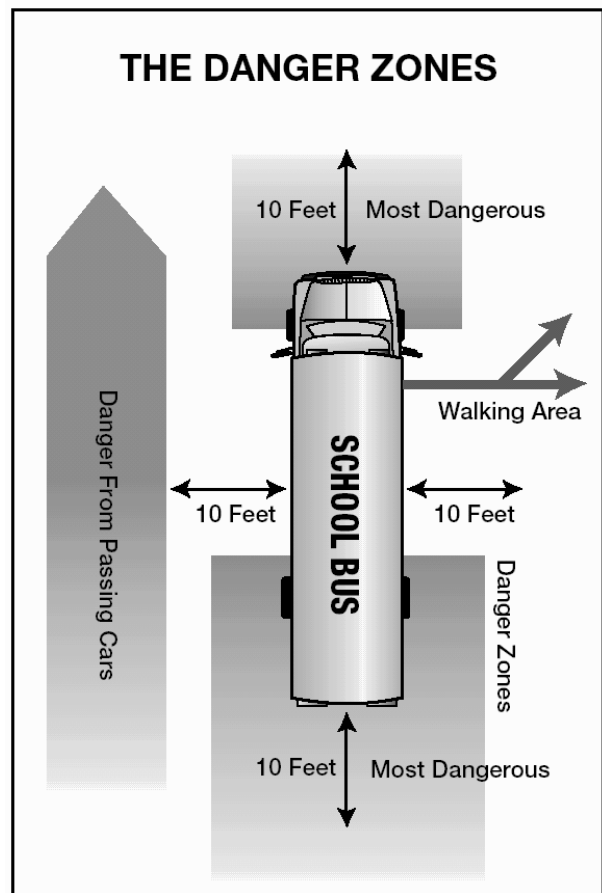 THE DANGER ZONES
10 Feet
Most Dangerous
Walking Area
Danger From Passing Cars
SCHOOL BUS
10 Feet
10 Feet
Danger Zones
10 Feet
Most Dangerous